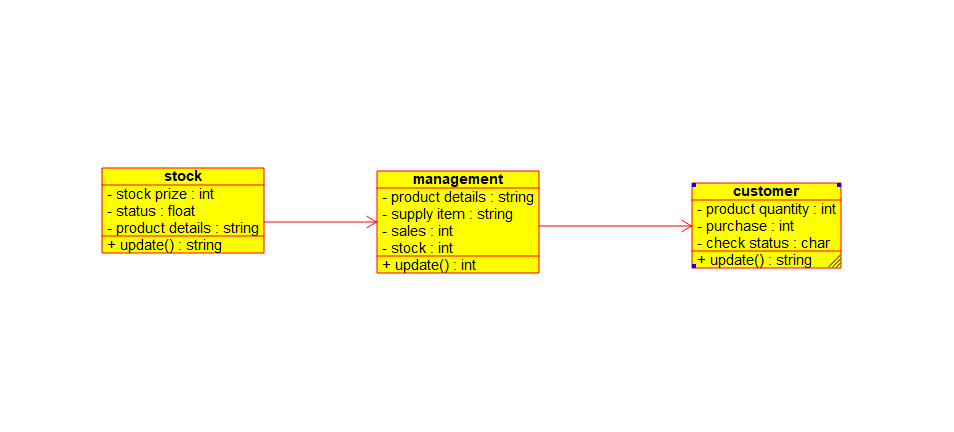 stock
- stock prize : int
- status : float
- product details : string
+ update() : string
management
- product details : string
- supply item : string
- sales : int
- stock : int
+ update() : int
customer
- product quantity : int
- purchase : int
- check status : char
+ update() : string